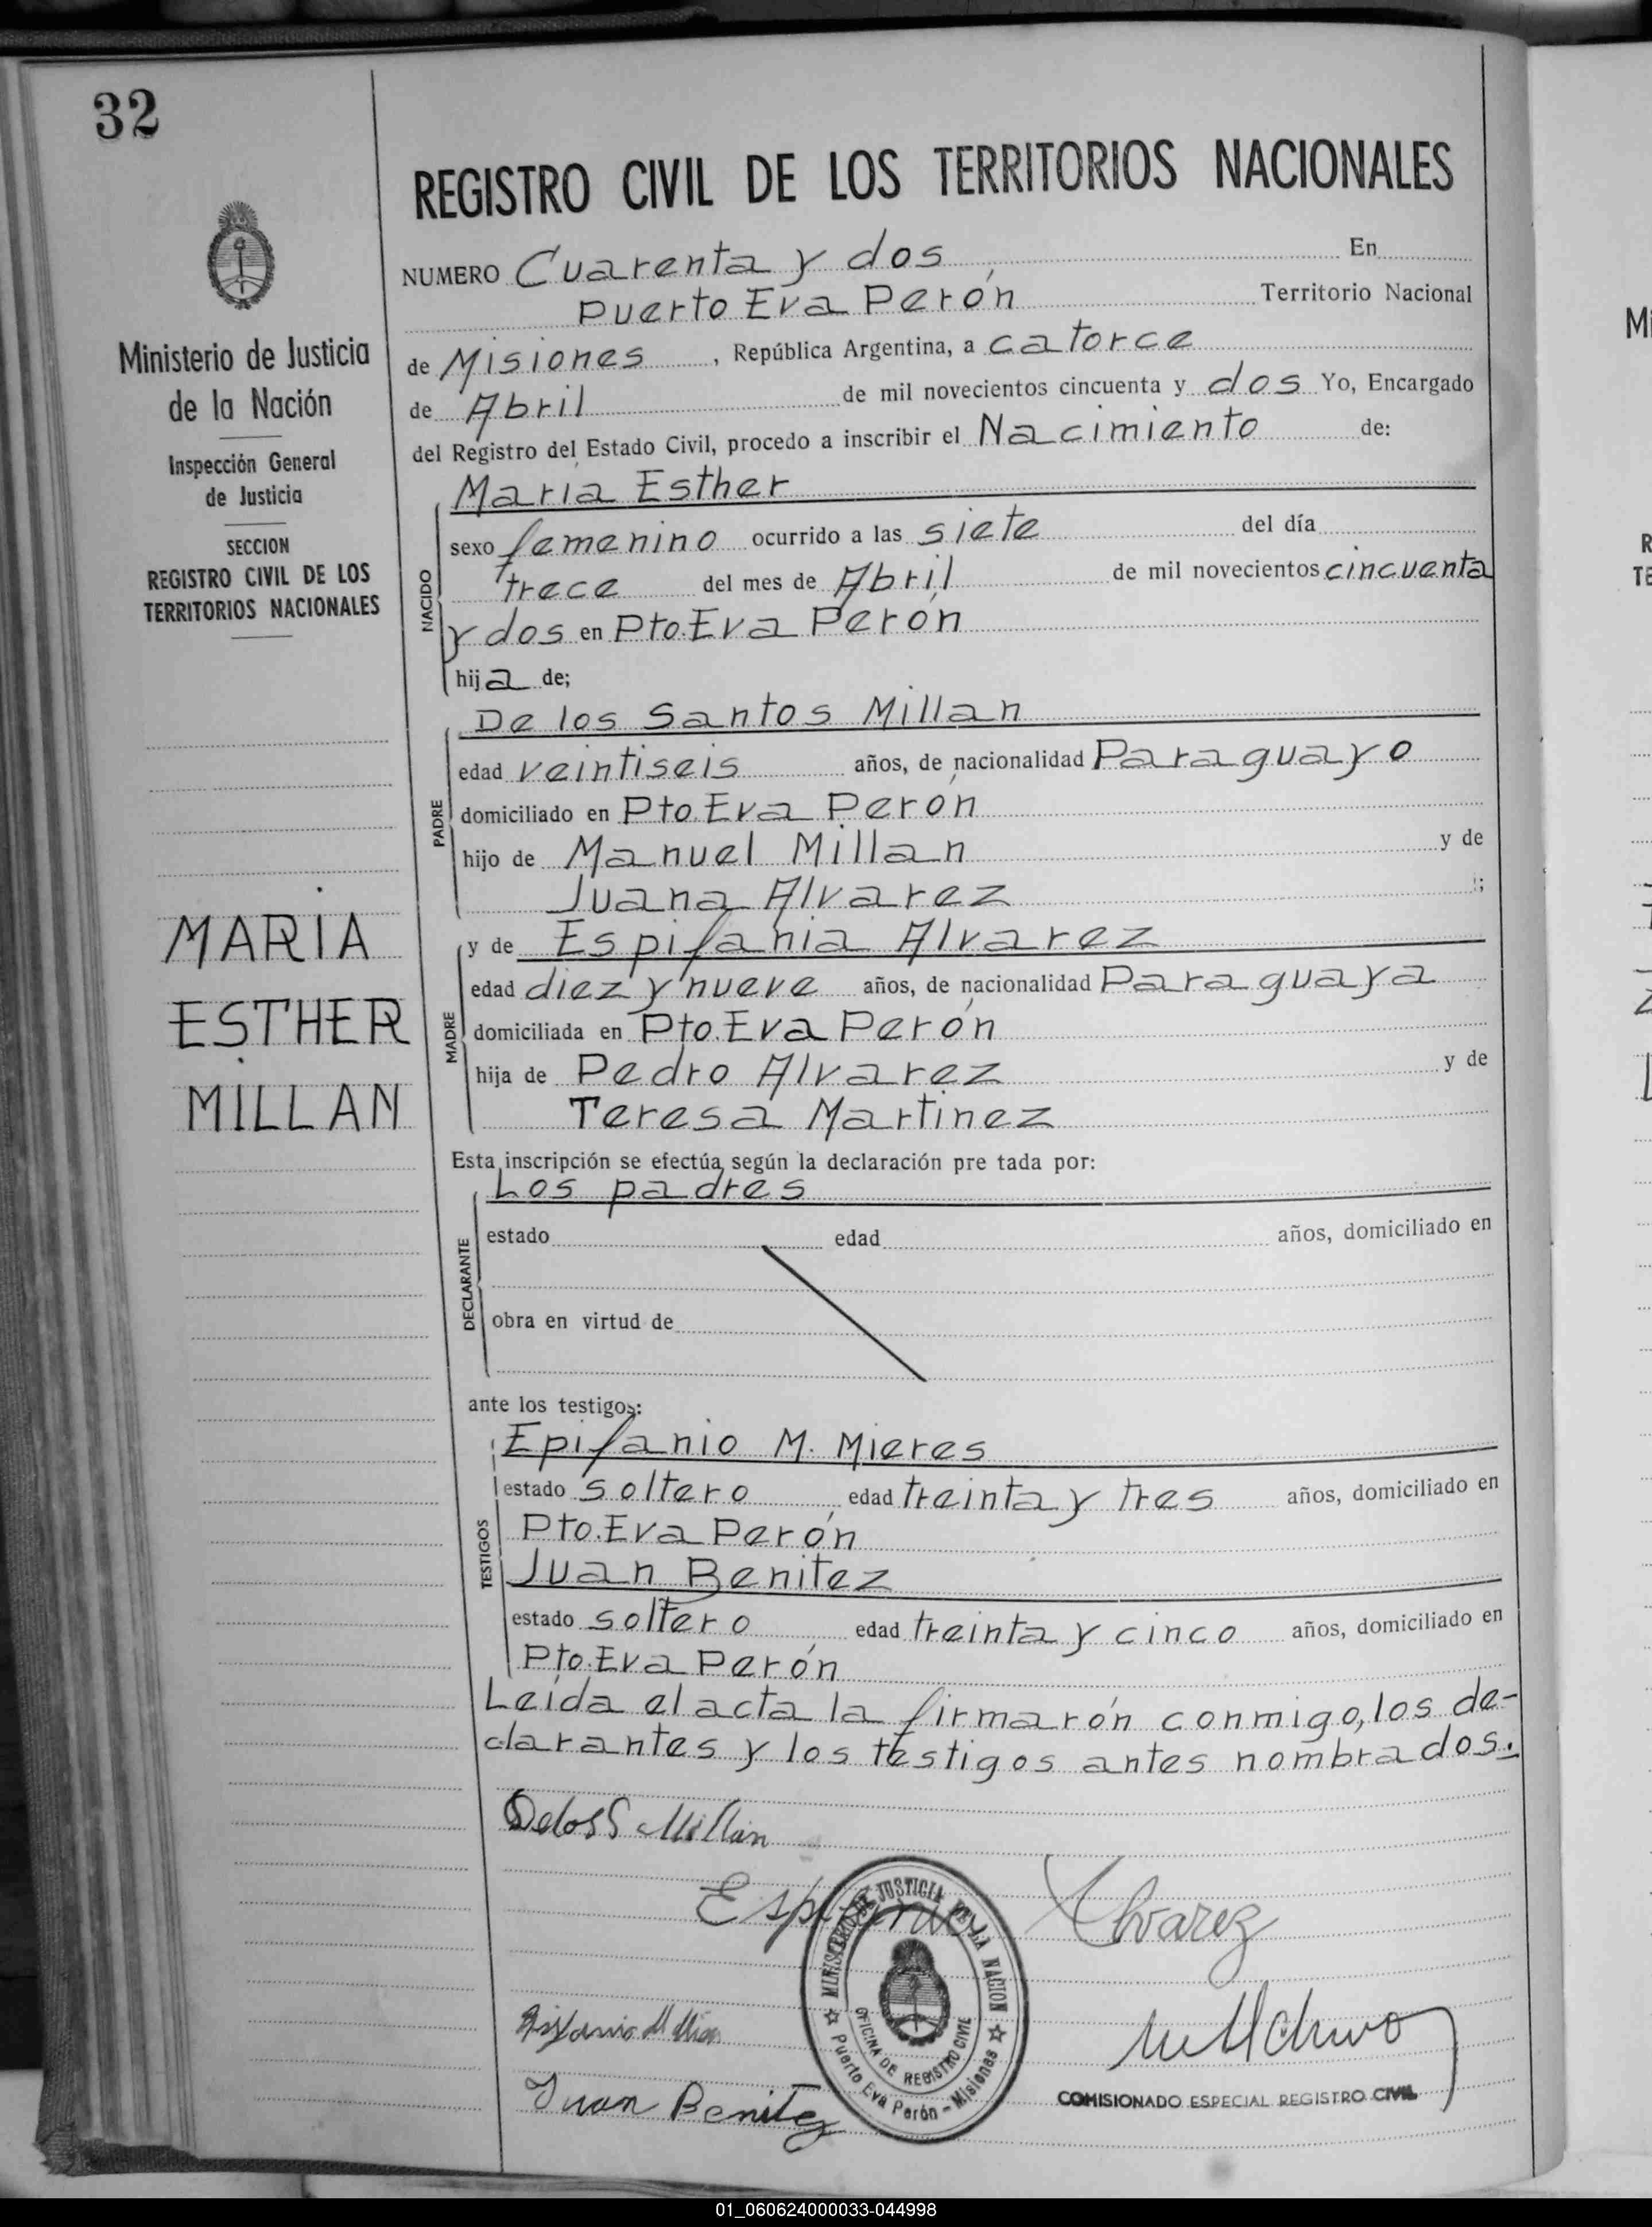 32
REGISTRO CIVIL DE LOS TERRITORIOS NACIONALES
Ministerio de Justicia
de la Nación
Inspección General
de Justicia
SECCION
REGISTRO CIVIL DE LOS
TERRITORIOS NACIONALES
MARIA
ESTHER
MILLAN
NUMERO Cuarenta y dos, En
Puerto Eva Perón Territorio Nacional
de Misiones, República Argentina, a catorce
de Abril de mil novecientos cincuenta y dos Yo, Encargado
del Registro del Estado Civil, procedo a inscribir el Nacimiento de:
NACIDO
María Esther
sexo femenino ocurrido a las siete del día
trece del mes de Abril de mil novecientos cincuenta
y dos en Pto. Eva Perón
hija de;
PADRE
De los Santos Millan
edad veintiseis años, de nacionalidad Paraguayo
domiciliado en Pto. Eva Perón
hijo de Manuel Millan y de
Juana Alvarez;
MADRE
y de Espifania Alvarez
edad diez y nueve años, de nacionalidad Paraguaya
domiciliada en Pto. Eva Perón
hija de Pedro Alvarez y de
Teresa Martinez
Esta inscripción se efectúa según la declaración pre tada por:
DECLARANTE
Los padres
estado edad años, domiciliado en
obra en virtud de
ante los testigos:
TESTIGOS
Epifanio M. Mieres
estado soltero edad treinta y tres años, domiciliado en
Pto. Eva Perón
Juan Benitez
estado soltero edad treinta y cinco años, domiciliado en
Pto. Eva Perón
Leída el acta la firmarón conmigo, los de-
clarantes y los testigos antes nombrados.
Delos S Millan
Espifania Alvarez
MINISTERIO DE JUSTICIA DE LA NACION
OFICINA DE REGISTRO CIVIL
Puerto Eva Perón - Misiones
Juan Benitez
COMISIONADO ESPECIAL REGISTRO CIVIL
01_060624000033-044998